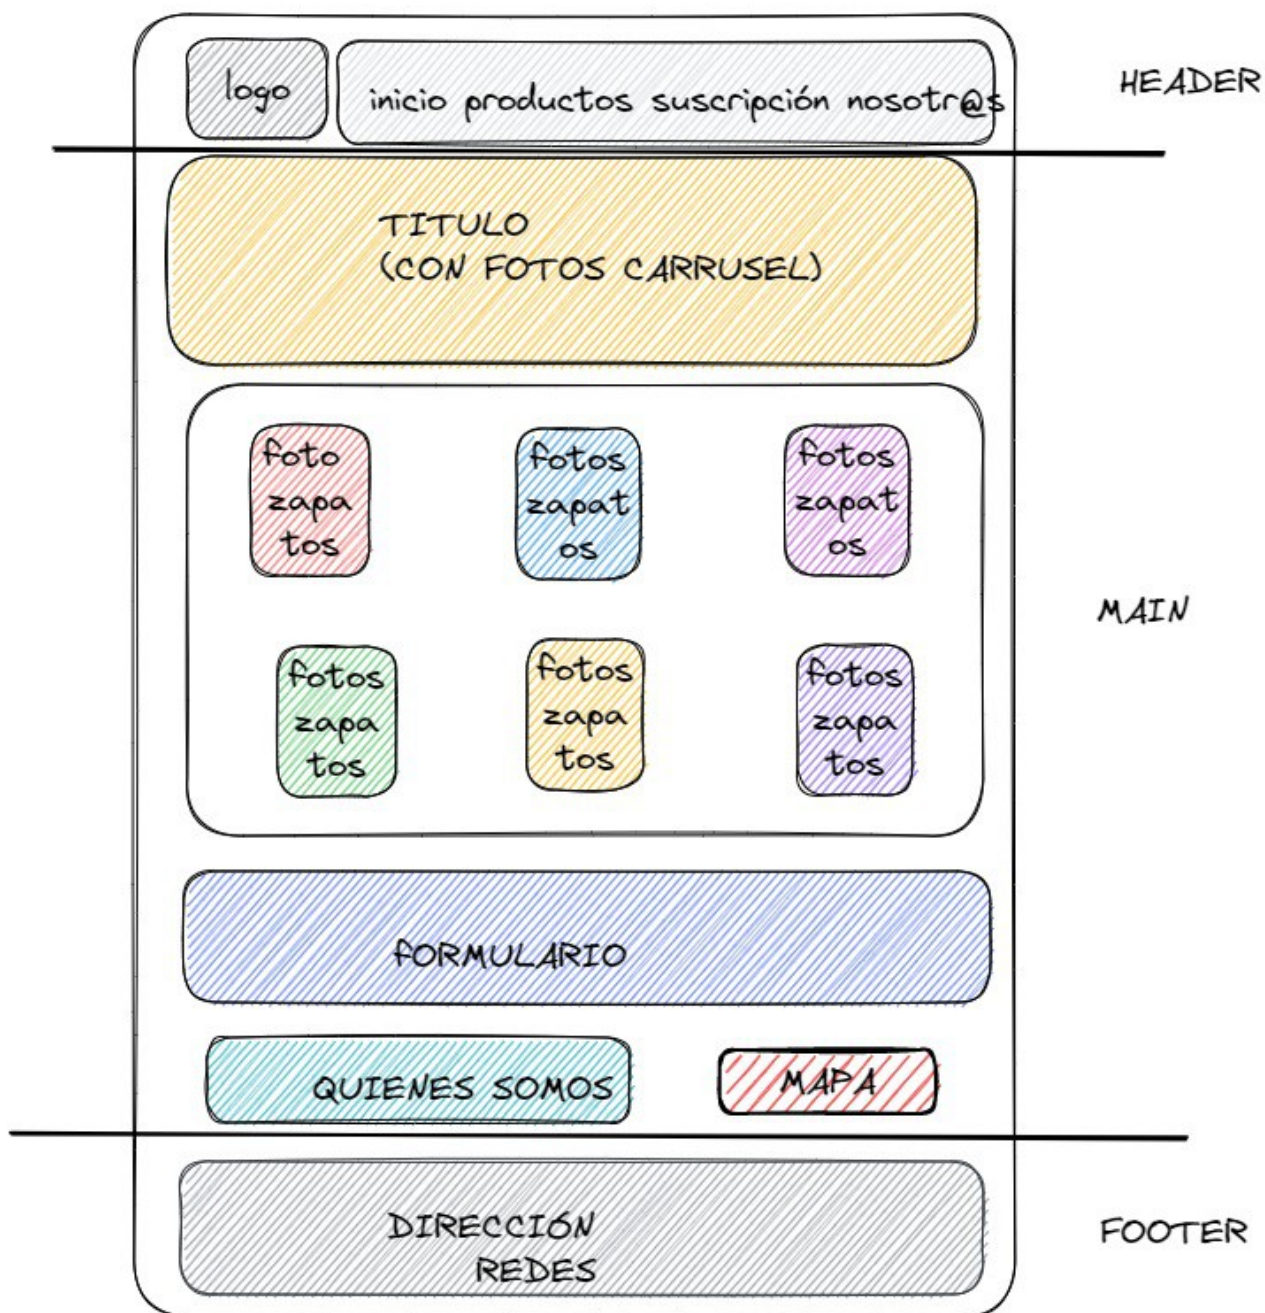 logo
inicio productos suscripción nosotr@s
HEADER
TITULO
(CON FOTOS CARRUSEL)
foto
zapa
tos
fotos
zapat
os
fotos
zapat
os
MAIN
fotos
zapa
tos
fotos
zapa
tos
fotos
zapa
tos
fORMULARIO
QUIENES SOMOS
MAPA
DIRECCIÓN
REDES
FOOTER